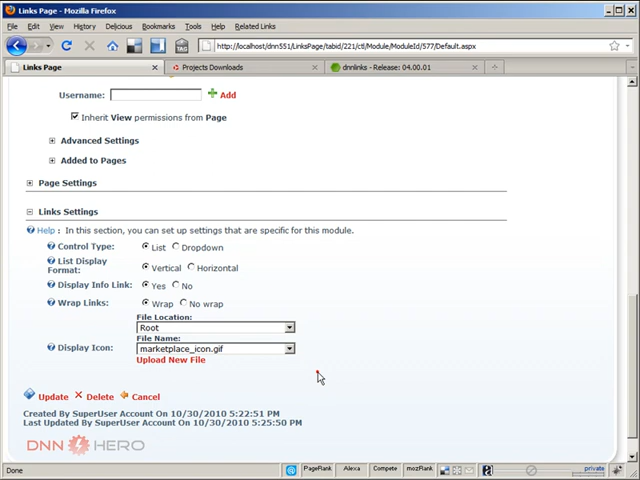 Links Page - Mozilla Firefox
File Edit View History Delicious Bookmarks Tools Help Related Links
http://localhost/dnn551/LinksPage/tabid/221/ctl/Module/ModuleId/577/Default.aspx
Links Page Projects Downloads dnnlinks - Release: 04.00.01
Username: Add
Inherit View permissions from Page
Advanced Settings
Added to Pages
Page Settings
Links Settings
Help : In this section, you can set up settings that are specific for this module.
Control Type: List Dropdown
List Display Format: Vertical Horizontal
Display Info Link: Yes No
Wrap Links: Wrap No wrap
File Location:
Root
File Name:
Display Icon: marketplace_icon.gif
Upload New File
Update Delete Cancel
Created By SuperUser Account On 10/30/2010 5:22:51 PM
Last Updated By SuperUser Account On 10/30/2010 5:25:50 PM
DNN HERO
Done PageRank Alexa Compete mozRank private